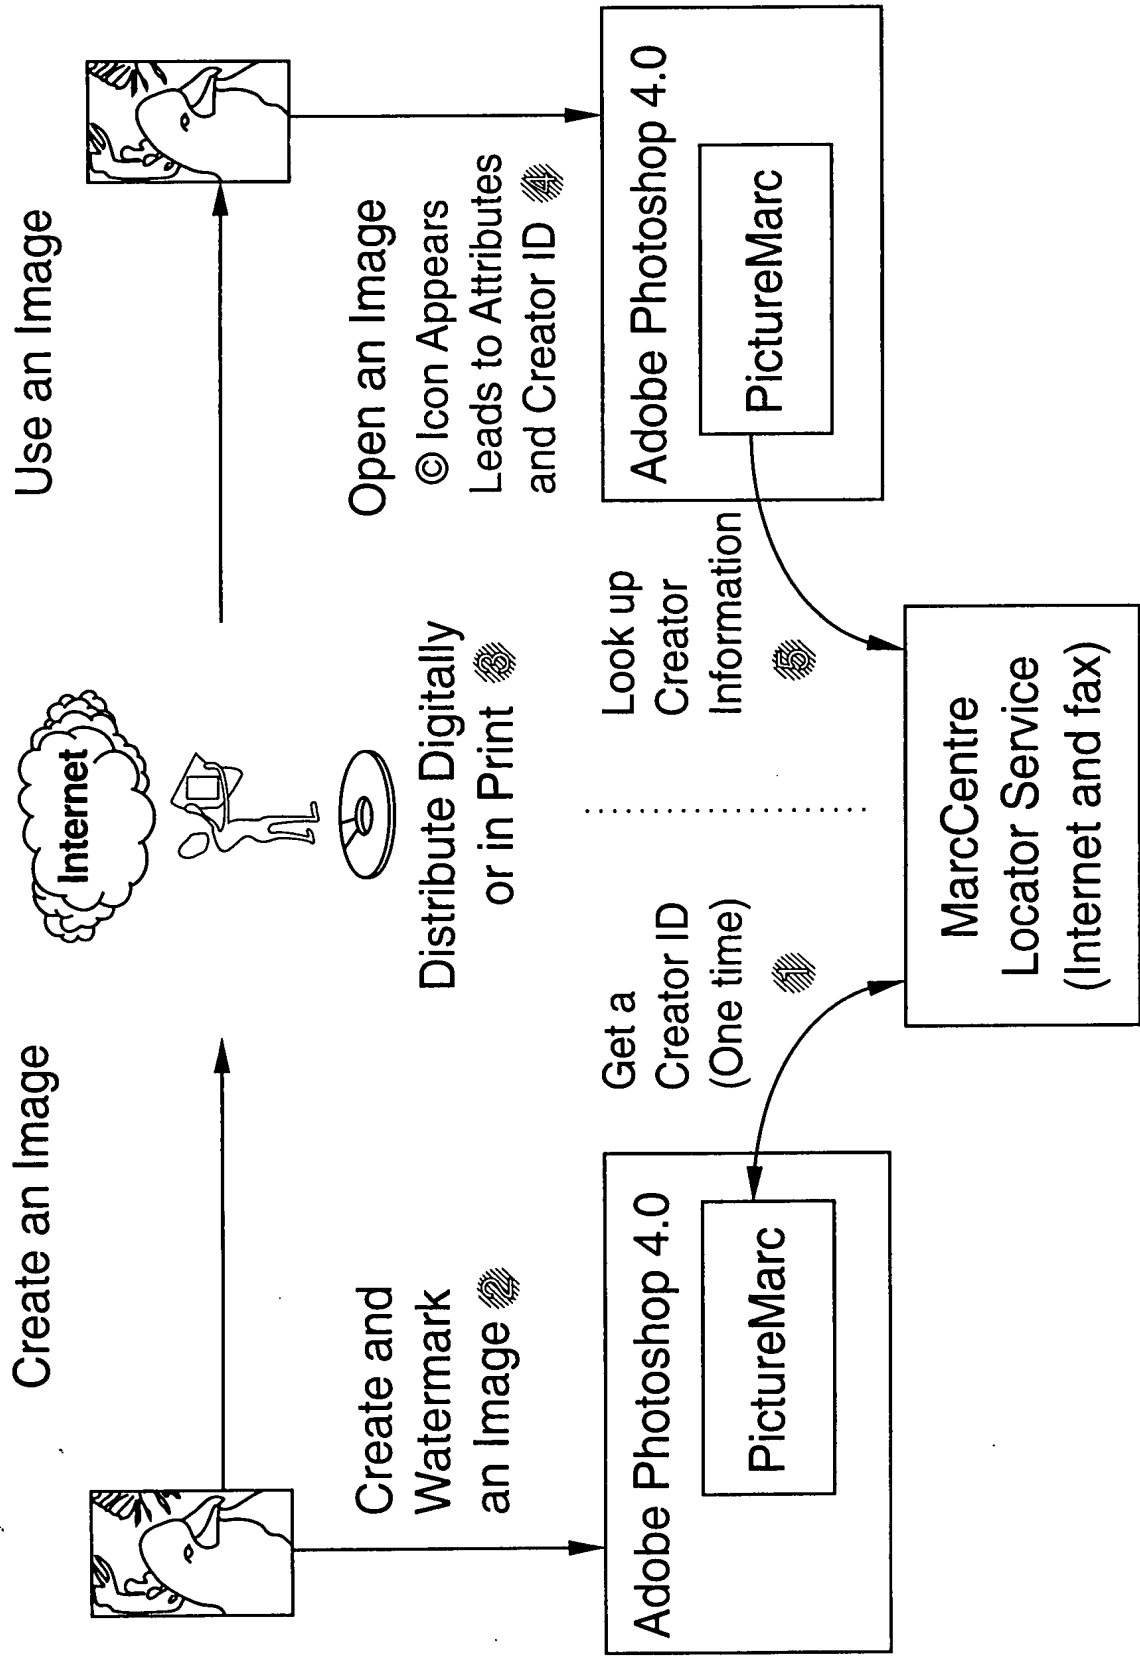 Create an Image
Use an Image
Internet
Create and
Watermark
an Image 2
Distribute Digitally
or in Print 3
Open an Image
© Icon Appears
Leads to Attributes
and Creator ID 4
Adobe Photoshop 4.0
PictureMarc
Get a
Creator ID
(One time)
1
Look up
Creator
Information
5
Adobe Photoshop 4.0
PictureMarc
MarcCentre
Locator Service
(Internet and fax)